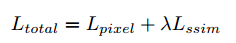 L_{total} = L_{pixel} + λL_{ssim}